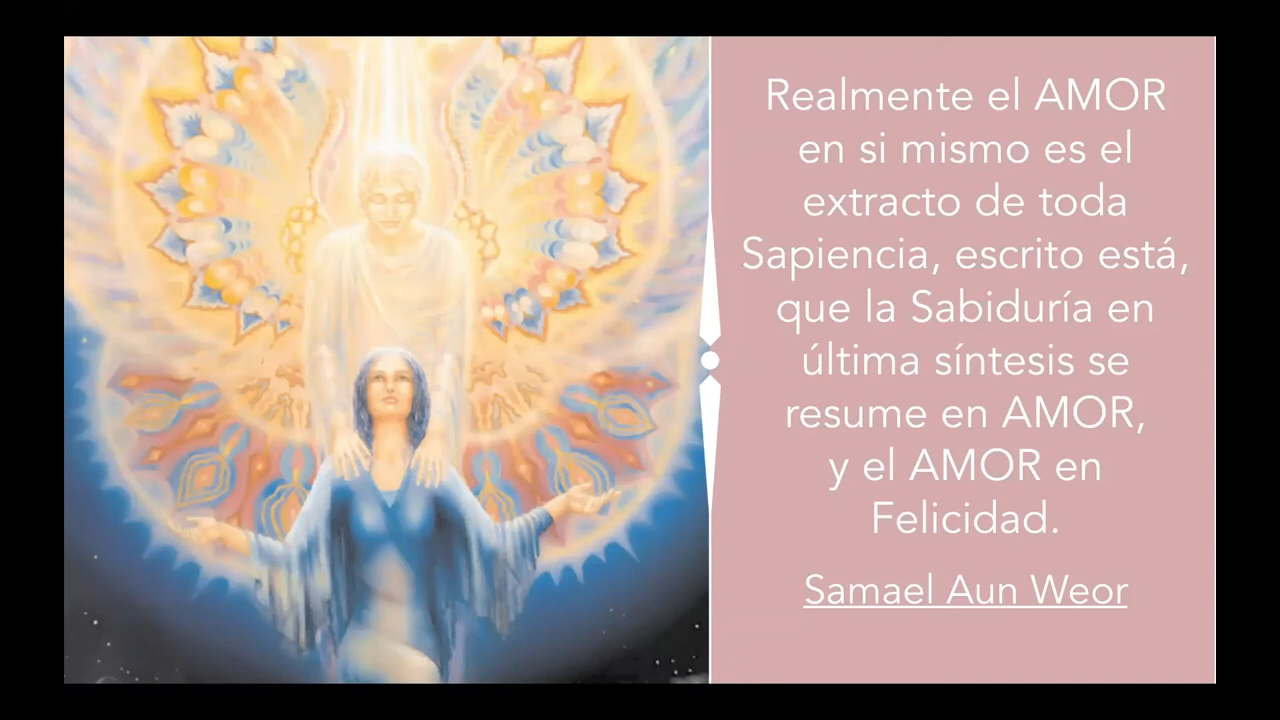 Realmente el AMOR
en si mismo es el
extracto de toda
Sapiencia, escrito está,
que la Sabiduría en
última síntesis se
resume en AMOR,
y el AMOR en
Felicidad.
Samael Aun Weor